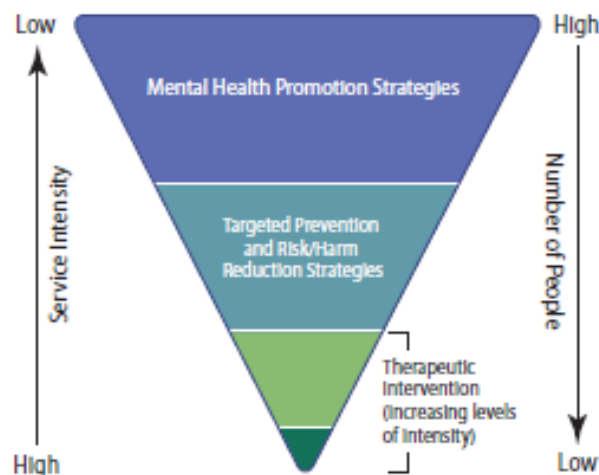 Low
High
Mental Health Promotion Strategies
Targeted Prevention
and Risk/Harm
Reduction Strategies
Service Intensity
Number of People
Therapeutic
Intervention
(increasing levels
of intensity)
High
Low